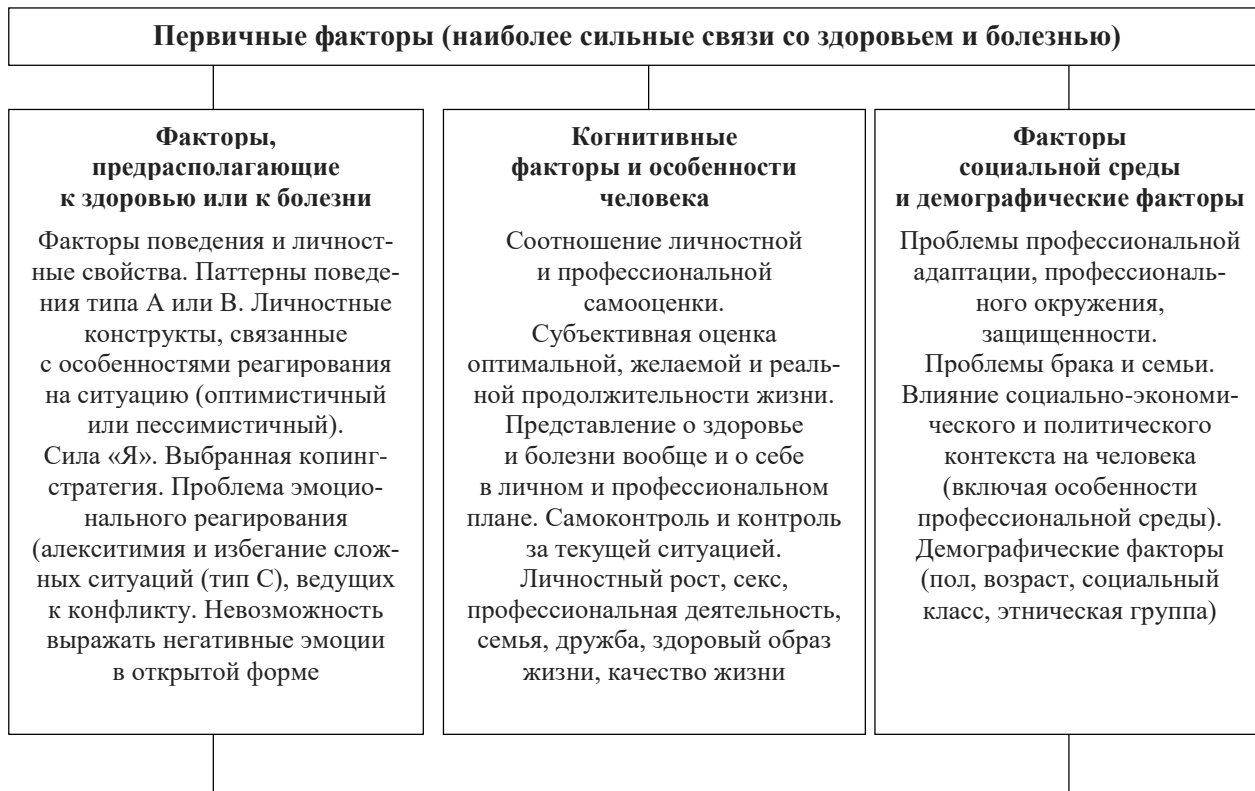 Первичные факторы (наиболее сильные связи со здоровьем и болезнью)
Факторы,
предрасполагающие
к здоровью или к болезни
Факторы поведения и личност-
ные свойства. Паттерны поведе-
ния типа А или В. Личностные
конструкты, связанные
с особенностями реагирования
на ситуацию (оптимистичный
или пессимистичный).
Сила «Я». Выбранная копинг-
стратегия. Проблема эмоцио-
нального реагирования
(алекситимия и избегание слож-
ных ситуаций (тип С), ведущих
к конфликту. Невозможность
выражать негативные эмоции
в открытой форме
Когнитивные
факторы и особенности
человека
Соотношение личностной
и профессиональной
самооценки.
Субъективная оценка
оптимальной, желаемой и реаль-
ной продолжительности жизни.
Представление о здоровье
и болезни вообще и о себе
в личном и профессиональном
плане. Самоконтроль и контроль
за текущей ситуацией.
Личностный рост, секс,
профессиональная деятельность,
семья, дружба, здоровый образ
жизни, качество жизни
Факторы
социальной среды
и демографические факторы
Проблемы профессиональной
адаптации, профессиональ-
ного окружения,
защищенности.
Проблемы брака и семьи.
Влияние социально-экономи-
ческого и политического
контекста на человека
(включая особенности
профессиональной среды).
Демографические факторы
(пол, возраст, социальный
класс, этническая группа)